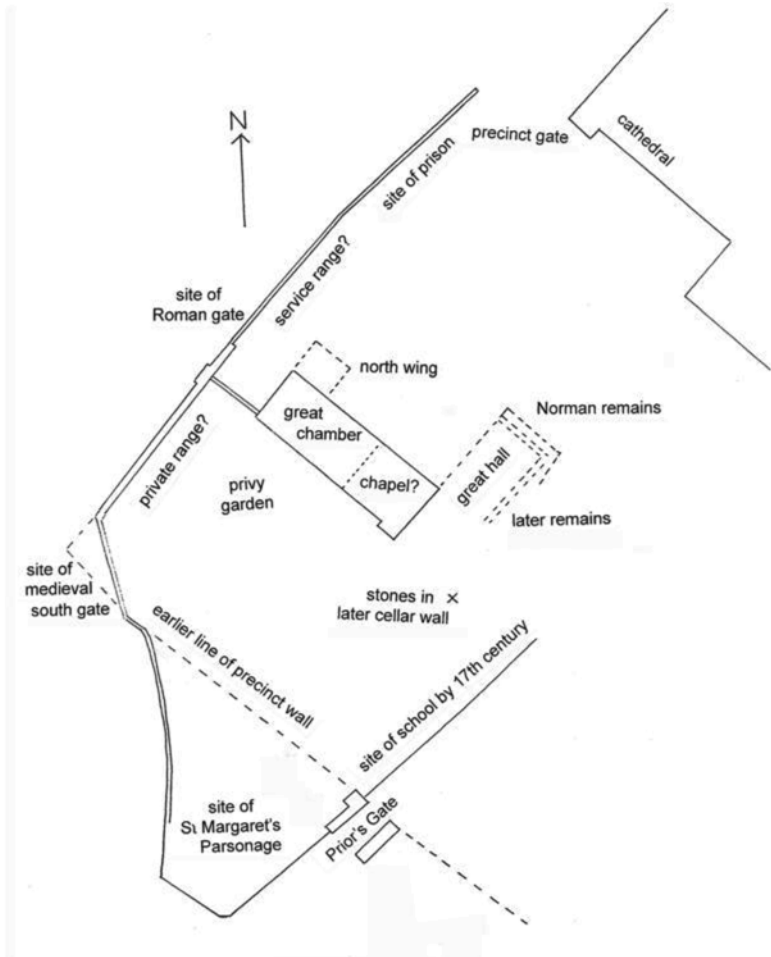 N
precinct gate
cathedral
site of prison
service range?
site of
Roman gate
north wing
great
chamber
chapel?
Norman remains
great hall
later remains
private range?
privy
garden
site of
medieval
south gate
stones in ×
later cellar wall
earlier line of precinct wall
site of school by 17th century
site of
St Margaret's
Parsonage
Prior's Gate